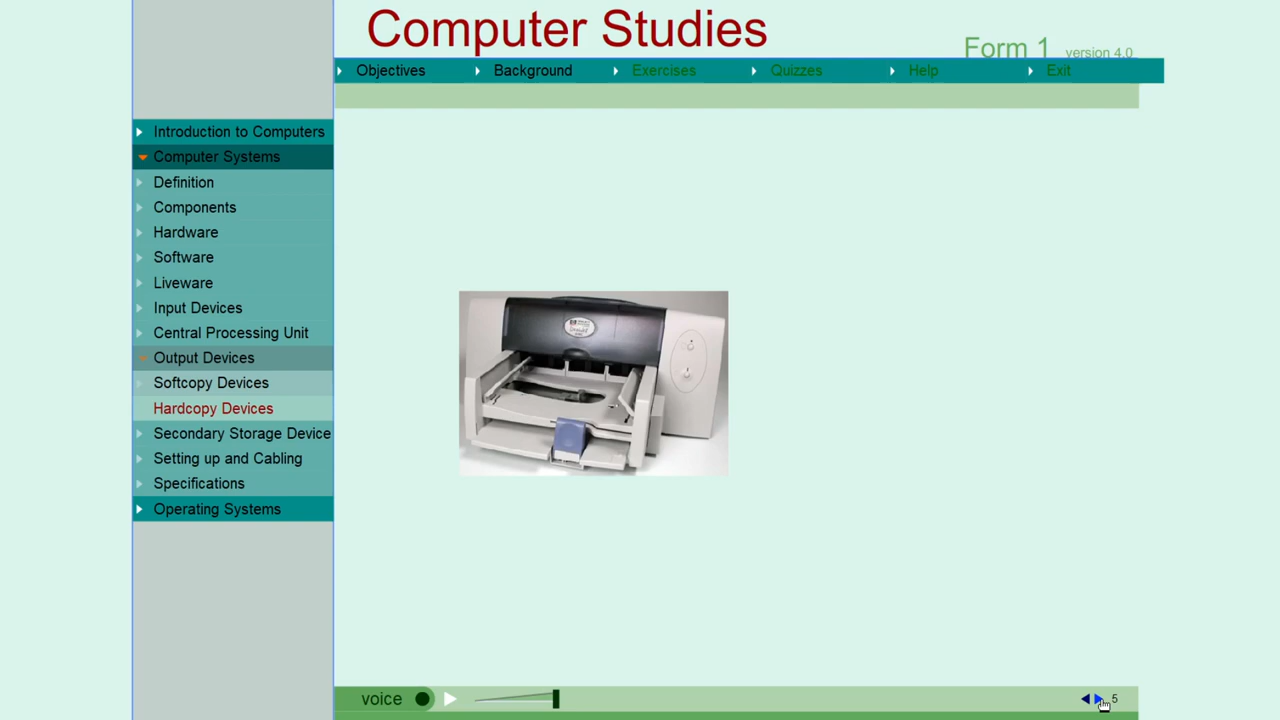 Computer Studies
Form 1 version 4.0
Objectives Background Exercises Quizzes Help Exit
Introduction to Computers
Computer Systems
Definition
Components
Hardware
Software
Liveware
Input Devices
Central Processing Unit
Output Devices
Softcopy Devices
Hardcopy Devices
Secondary Storage Device
Setting up and Cabling
Specifications
Operating Systems
voice
5